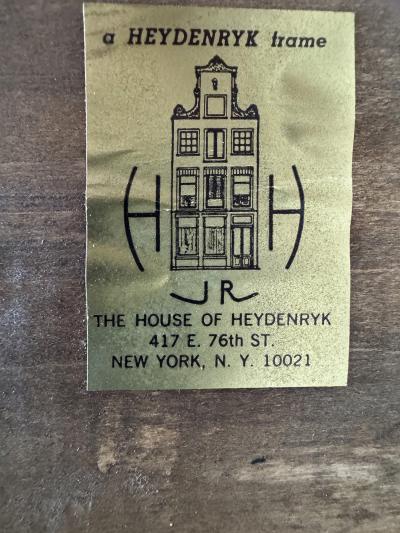 a HEYDENRYK frame
H H
JR
THE HOUSE OF HEYDENRYK
417 E. 76th ST.
NEW YORK, N. Y. 10021